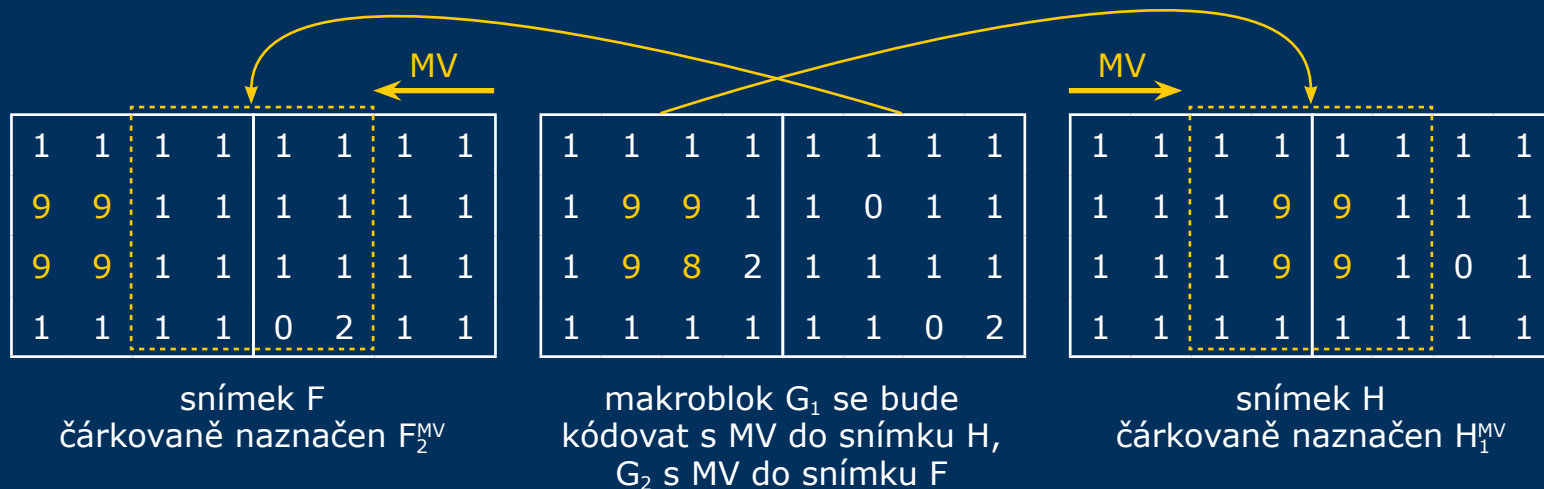 MV
MV
1 1 1 1 1 1 1 1
9 9 1 1 1 1 1 1
9 9 1 1 1 1 1 1
1 1 1 1 0 2 1 1
1 1 1 1 1 1 1 1
1 9 9 1 1 0 1 1
1 9 8 2 1 1 1 1
1 1 1 1 1 1 0 2
1 1 1 1 1 1 1 1
1 1 1 9 9 1 1 1
1 1 1 9 9 1 0 1
1 1 1 1 1 1 1 1
snímek F
čárkovaně naznačen F₂ᴹⱽ
makroblok G₁ se bude
kódovat s MV do snímku H,
G₂ s MV do snímku F
snímek H
čárkovaně naznačen H₁ᴹⱽ